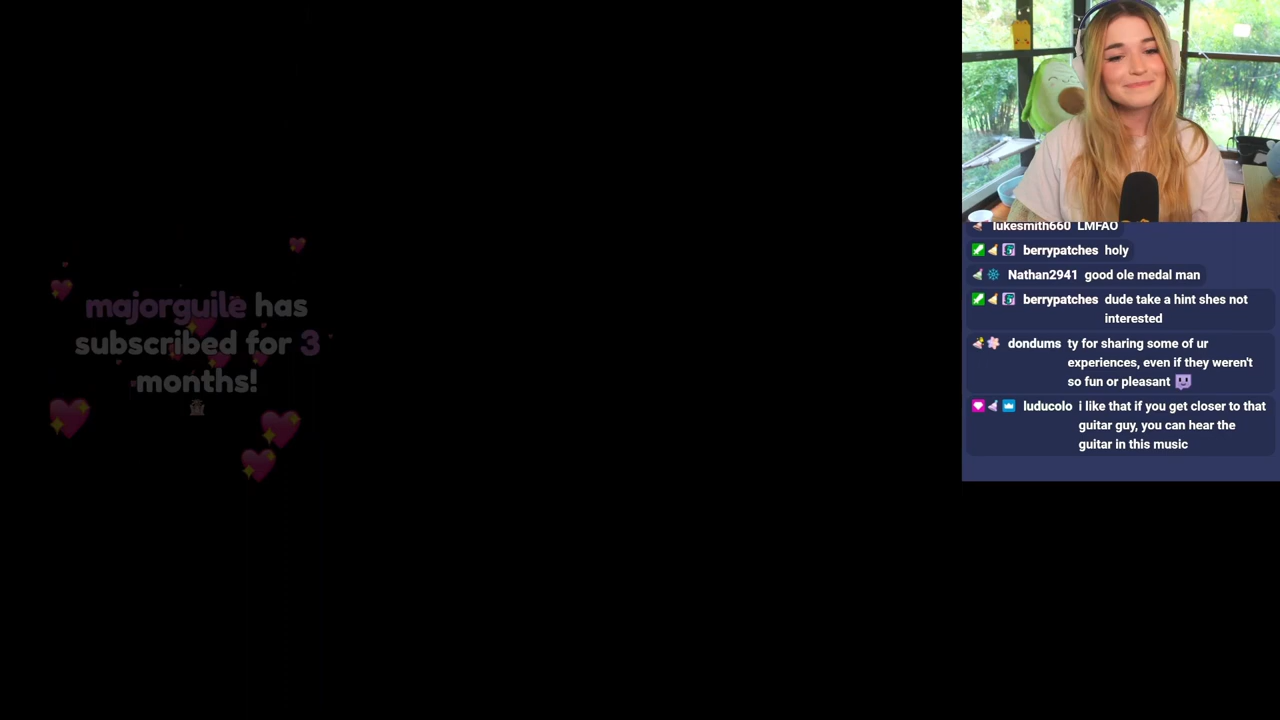 majorguile has
subscribed for 3
months!
lukesmith660 LMFAO
berrypatches holy
Nathan2941 good ole medal man
berrypatches dude take a hint shes not
interested
dondums ty for sharing some of ur
experiences, even if they weren't
so fun or pleasant
luducolo i like that if you get closer to that
guitar guy, you can hear the
guitar in this music